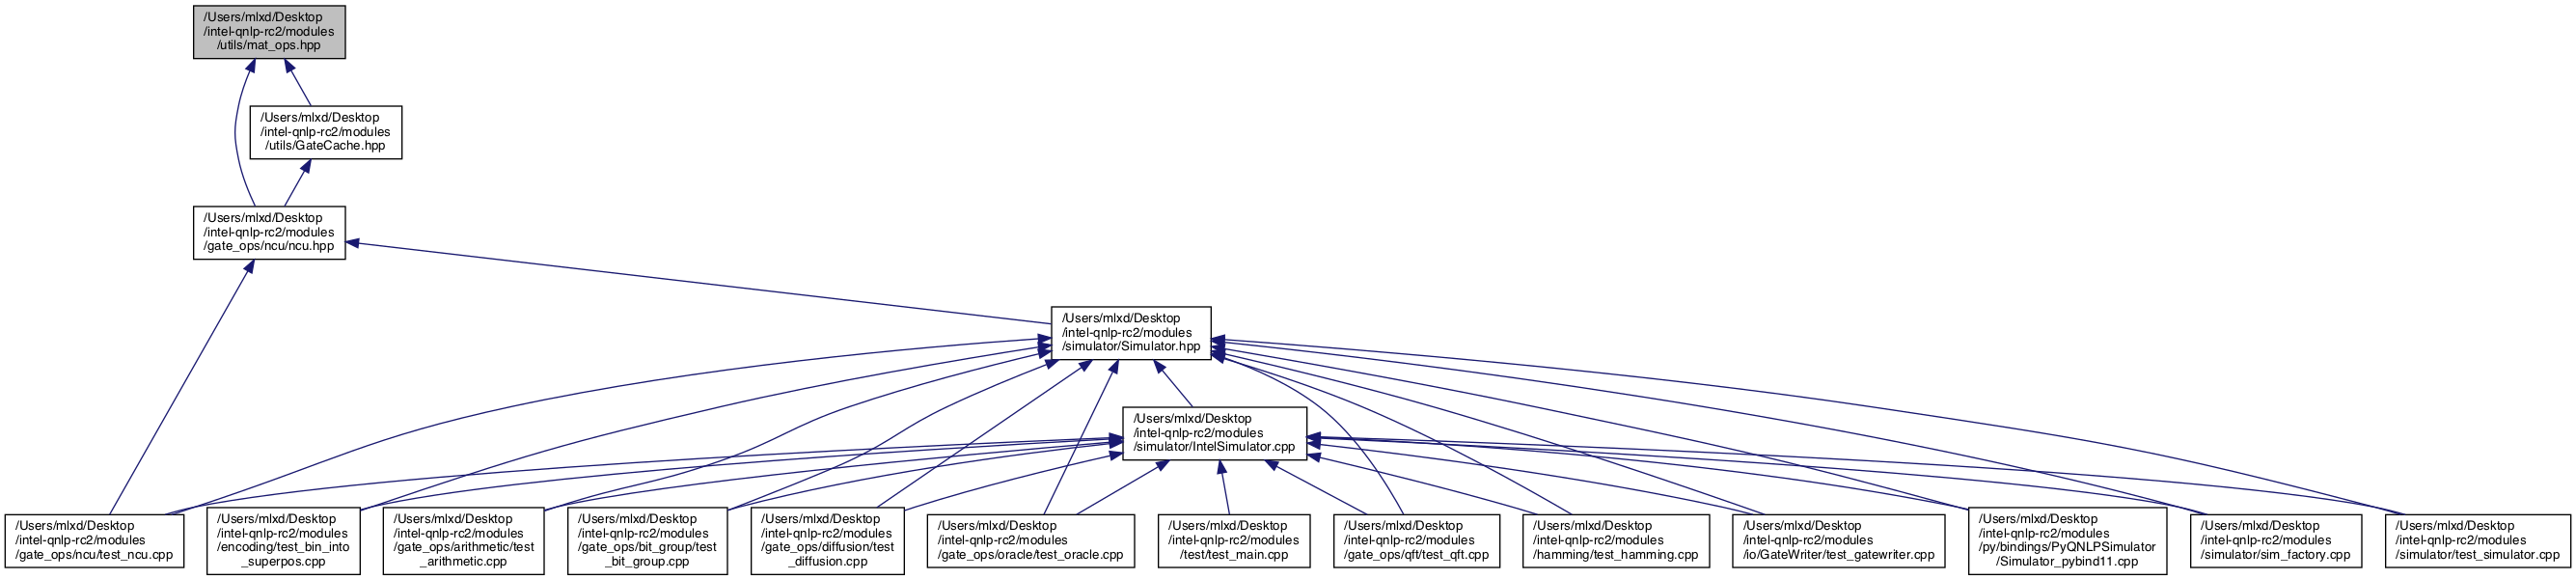 /Users/mlxd/Desktop
/intel-qnlp-rc2/modules
/utils/mat_ops.hpp
/Users/mlxd/Desktop
/intel-qnlp-rc2/modules
/utils/GateCache.hpp
/Users/mlxd/Desktop
/intel-qnlp-rc2/modules
/gate_ops/ncu/ncu.hpp
/Users/mlxd/Desktop
/intel-qnlp-rc2/modules
/simulator/Simulator.hpp
/Users/mlxd/Desktop
/intel-qnlp-rc2/modules
/simulator/IntelSimulator.cpp
/Users/mlxd/Desktop
/intel-qnlp-rc2/modules
/gate_ops/ncu/test_ncu.cpp
/Users/mlxd/Desktop
/intel-qnlp-rc2/modules
/encoding/test_bin_into
_superpos.cpp
/Users/mlxd/Desktop
/intel-qnlp-rc2/modules
/gate_ops/arithmetic/test
_arithmetic.cpp
/Users/mlxd/Desktop
/intel-qnlp-rc2/modules
/gate_ops/bit_group/test
_bit_group.cpp
/Users/mlxd/Desktop
/intel-qnlp-rc2/modules
/gate_ops/diffusion/test
_diffusion.cpp
/Users/mlxd/Desktop
/intel-qnlp-rc2/modules
/gate_ops/oracle/test_oracle.cpp
/Users/mlxd/Desktop
/intel-qnlp-rc2/modules
/test/test_main.cpp
/Users/mlxd/Desktop
/intel-qnlp-rc2/modules
/gate_ops/qft/test_qft.cpp
/Users/mlxd/Desktop
/intel-qnlp-rc2/modules
/hamming/test_hamming.cpp
/Users/mlxd/Desktop
/intel-qnlp-rc2/modules
/io/GateWriter/test_gatewriter.cpp
/Users/mlxd/Desktop
/intel-qnlp-rc2/modules
/py/bindings/PyQNLPSimulator
/Simulator_pybind11.cpp
/Users/mlxd/Desktop
/intel-qnlp-rc2/modules
/simulator/sim_factory.cpp
/Users/mlxd/Desktop
/intel-qnlp-rc2/modules
/simulator/test_simulator.cpp